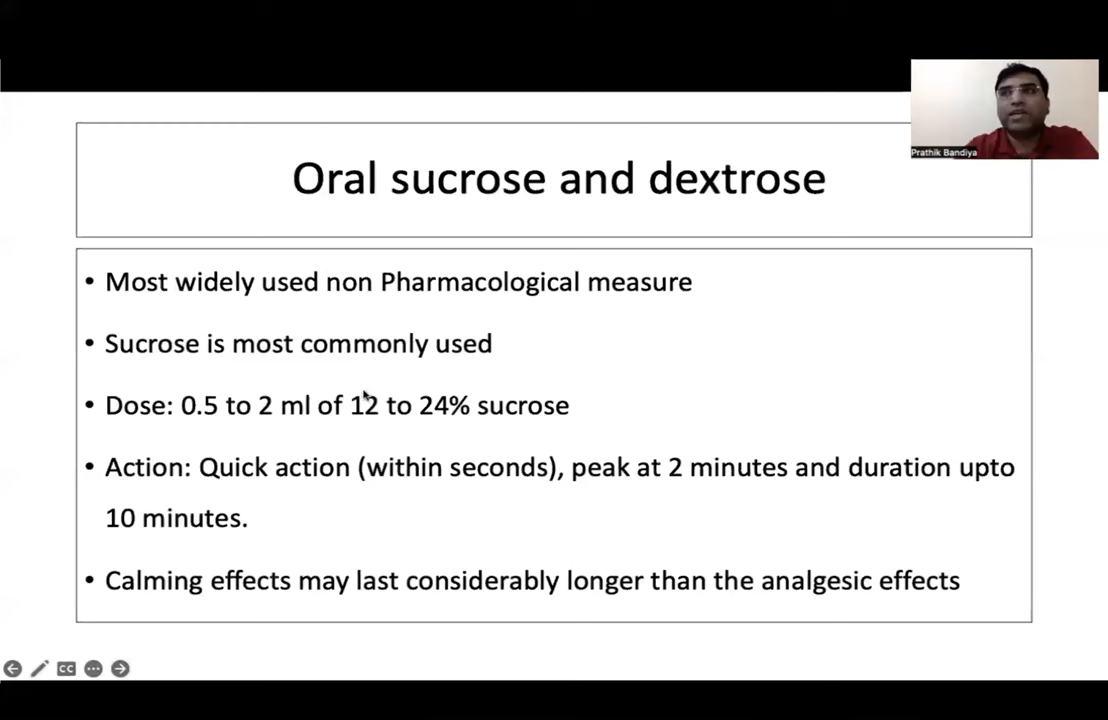 Prathik Bandiya
Oral sucrose and dextrose
• Most widely used non Pharmacological measure
• Sucrose is most commonly used
• Dose: 0.5 to 2 ml of 12 to 24% sucrose
• Action: Quick action (within seconds), peak at 2 minutes and duration upto
10 minutes.
• Calming effects may last considerably longer than the analgesic effects
CC